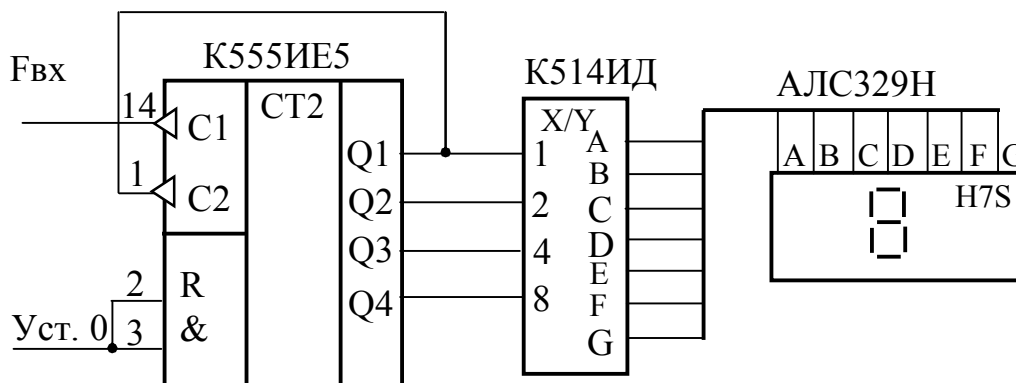 К555ИЕ5
К514ИД
АЛС329Н
Fвх
14
C1
CT2
X/Y
A
B
C
D
E
F
G
1
2
4
8
A B C D E F G
H7S
1
C2
Q1
Q2
Q3
Q4
2
R
Уст. 0
3
&